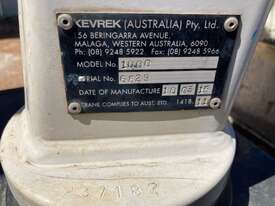 KEVREK (AUSTRALIA) Pty. Ltd.
56 BERINGARRA AVENUE,
MALAGA, WESTERN AUSTRALIA, 6090
Ph: (08) 9248 5922 Fax: (08) 9248 5966
MODEL No. 1000
SERIAL No.
DATE OF MANUFACTURE
CRANE COMPLIES TO AUST. STD. 1418.